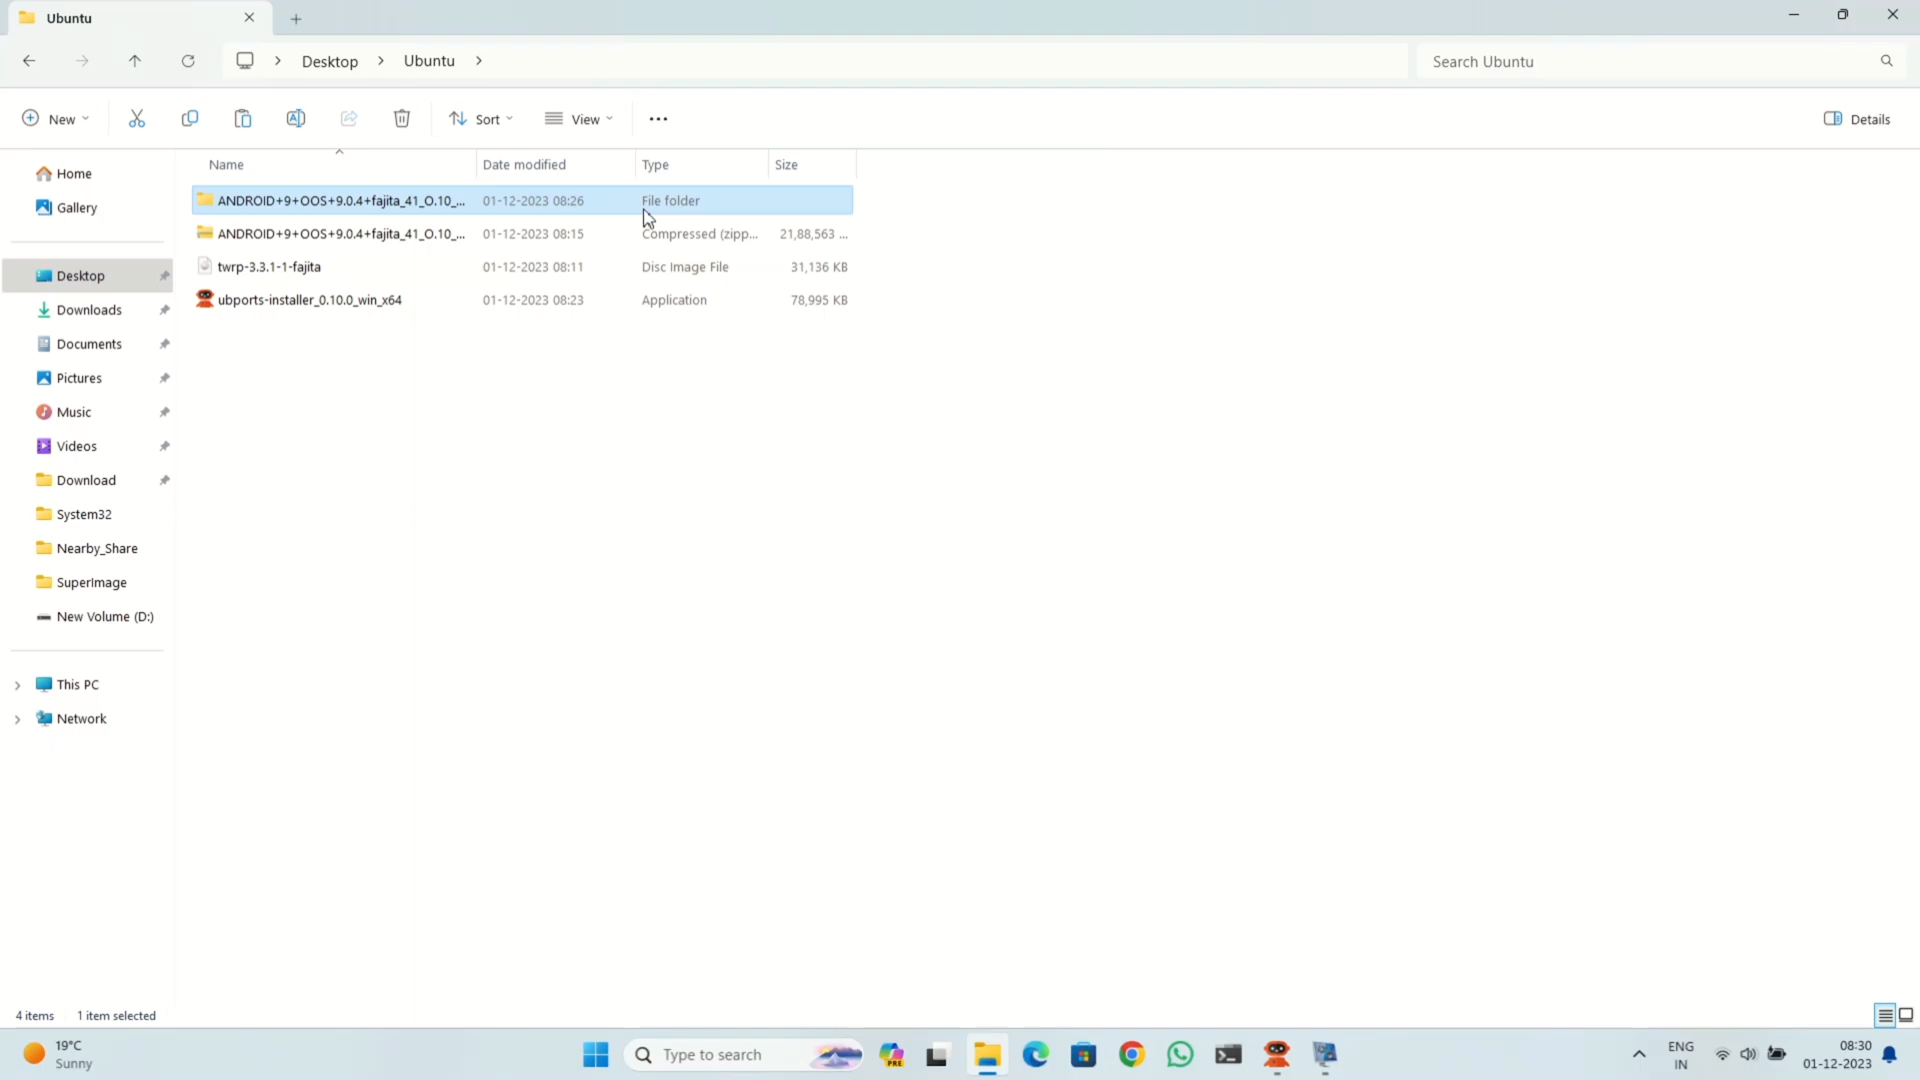 Ubuntu
Desktop
Ubuntu
Search Ubuntu
New
Sort
View
Details
Name
Date modified
Type
Size
ANDROID+9+OOS+9.0.4+fajita_41_O.10_...
01-12-2023 08:26
File folder
ANDROID+9+OOS+9.0.4+fajita_41_O.10_...
01-12-2023 08:15
Compressed (zipp...
21,88,563 ...
twrp-3.3.1-1-fajita
01-12-2023 08:11
Disc Image File
31,136 KB
ubports-installer_0.10.0_win_x64
01-12-2023 08:23
Application
78,995 KB
Home
Gallery
Desktop
Downloads
Documents
Pictures
Music
Videos
Download
System32
Nearby_Share
SuperImage
New Volume (D:)
This PC
Network
4 items
1 item selected
19°C
Sunny
Type to search
PRE
ENG
IN
08:30
01-12-2023